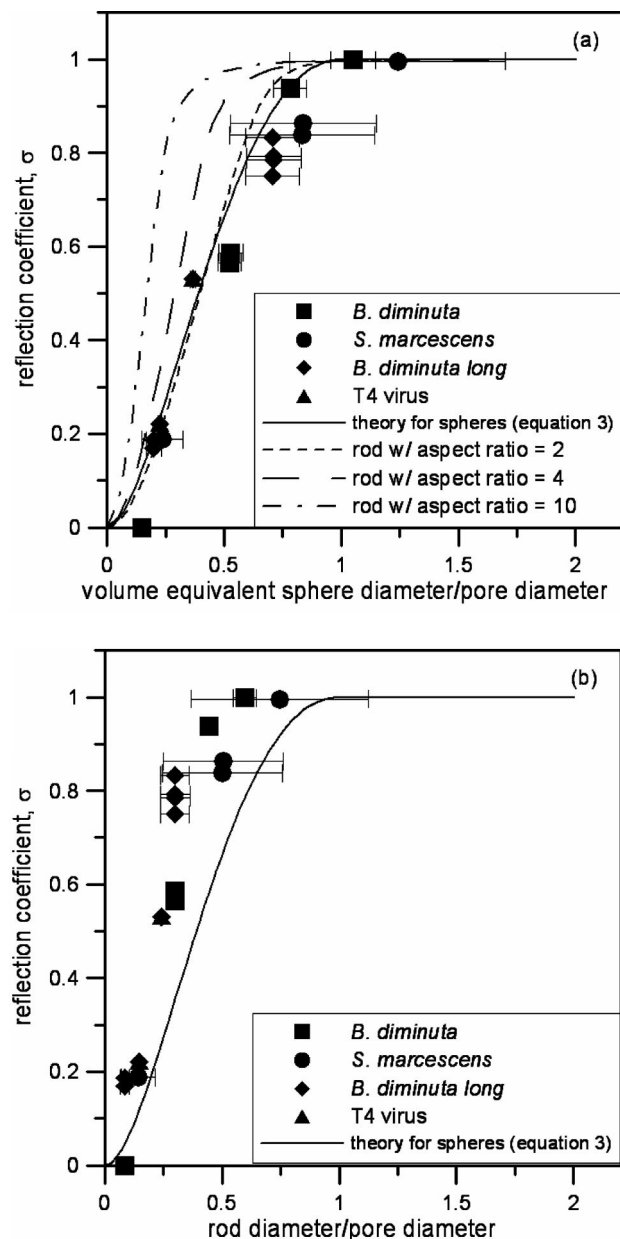 (a)
1
0.8
0.6
0.4
0.2
0
reflection coefficient, σ
B. diminuta
S. marcescens
B. diminuta long
T4 virus
theory for spheres (equation 3)
rod w/ aspect ratio = 2
rod w/ aspect ratio = 4
rod w/ aspect ratio = 10
0 0.5 1 1.5 2
volume equivalent sphere diameter/pore diameter
(b)
1
0.8
0.6
0.4
0.2
0
reflection coefficient, σ
B. diminuta
S. marcescens
B. diminuta long
T4 virus
theory for spheres (equation 3)
0 0.5 1 1.5 2
rod diameter/pore diameter